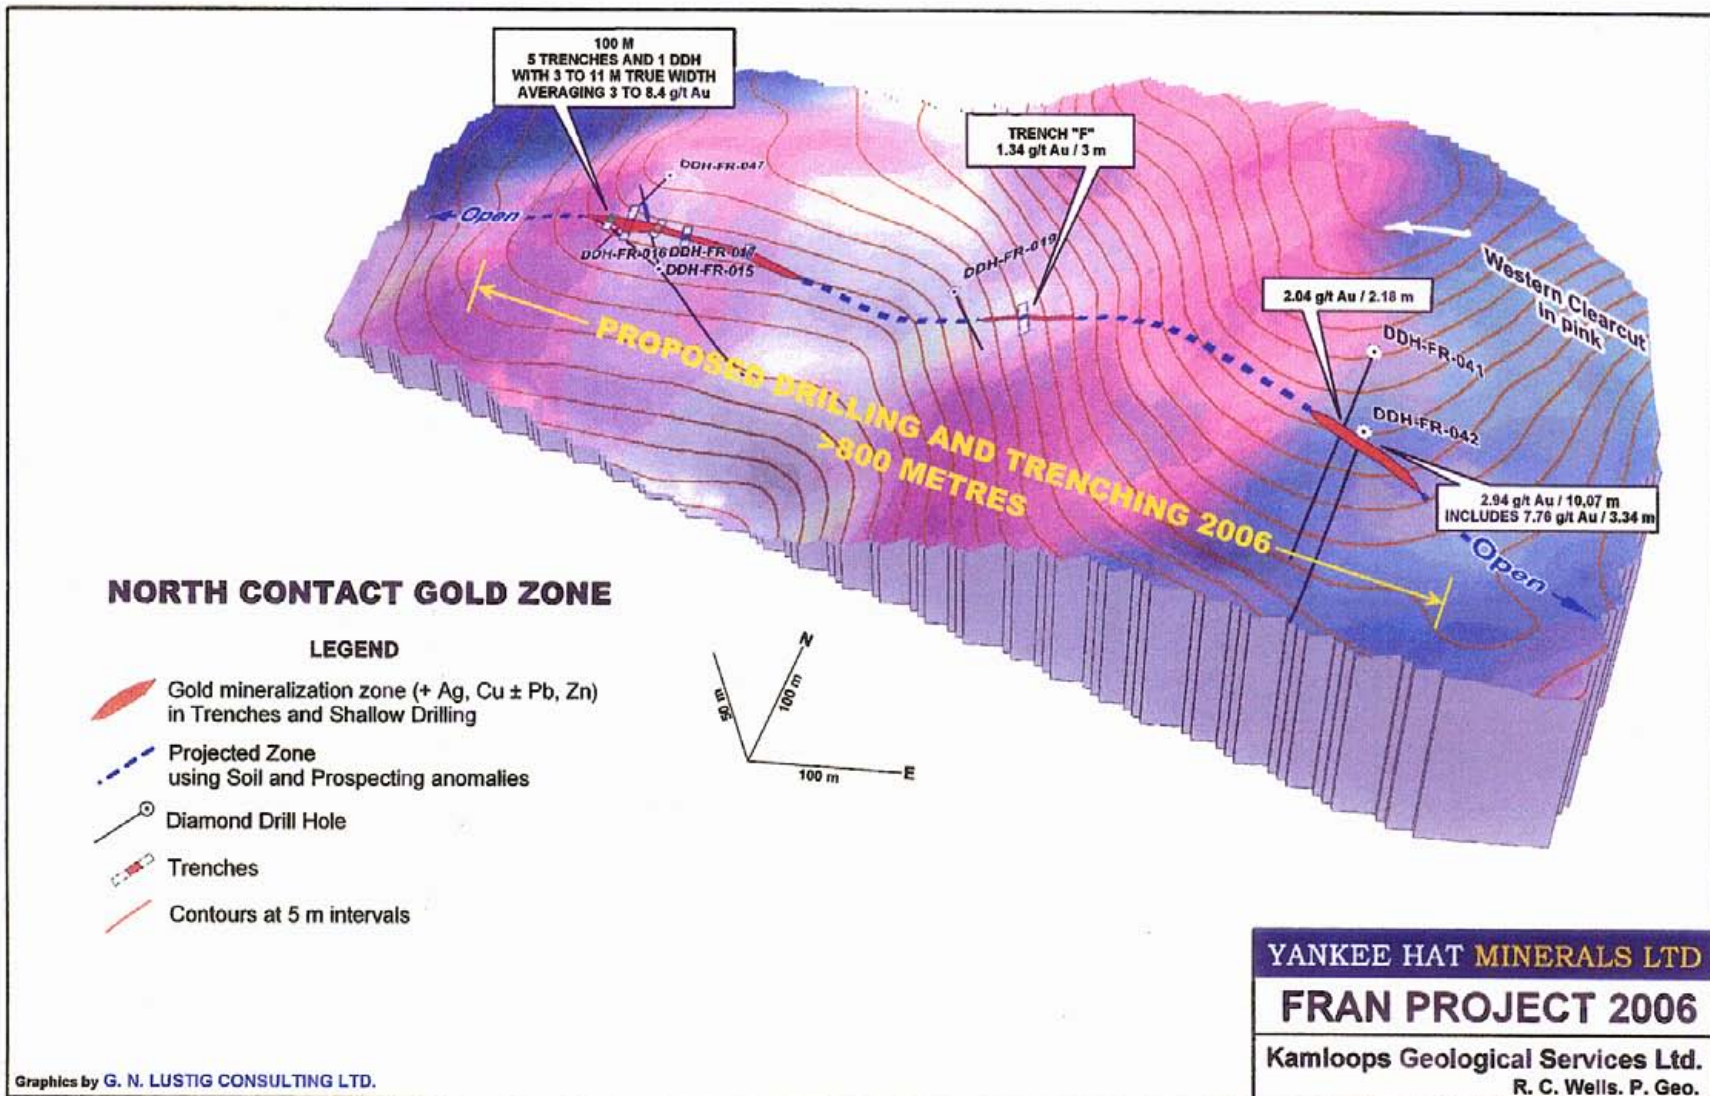 100 M
5 TRENCHES AND 1 DDH
WITH 3 TO 11 M TRUE WIDTH
AVERAGING 3 TO 8.4 g/t Au
TRENCH "F"
1.34 g/t Au / 3 m
DDH-FR-047
Open
DDH-FR-016
DDH-FR-017
DDH-FR-015
DDH-FR-019
2.04 g/t Au / 2.18 m
Western Clearcut
in pink
DDH-FR-041
DDH-FR-042
2.94 g/t Au / 10.07 m
INCLUDES 7.76 g/t Au / 3.34 m
Open
PROPOSED DRILLING AND TRENCHING 2006
>800 METRES
NORTH CONTACT GOLD ZONE
LEGEND
Gold mineralization zone (+ Ag, Cu ± Pb, Zn)
in Trenches and Shallow Drilling
Projected Zone
using Soil and Prospecting anomalies
Diamond Drill Hole
Trenches
Contours at 5 m intervals
N
50 m
100 m
100 m
E
YANKEE HAT MINERALS LTD
FRAN PROJECT 2006
Kamloops Geological Services Ltd.
R. C. Wells. P. Geo.
Graphics by G. N. LUSTIG CONSULTING LTD.